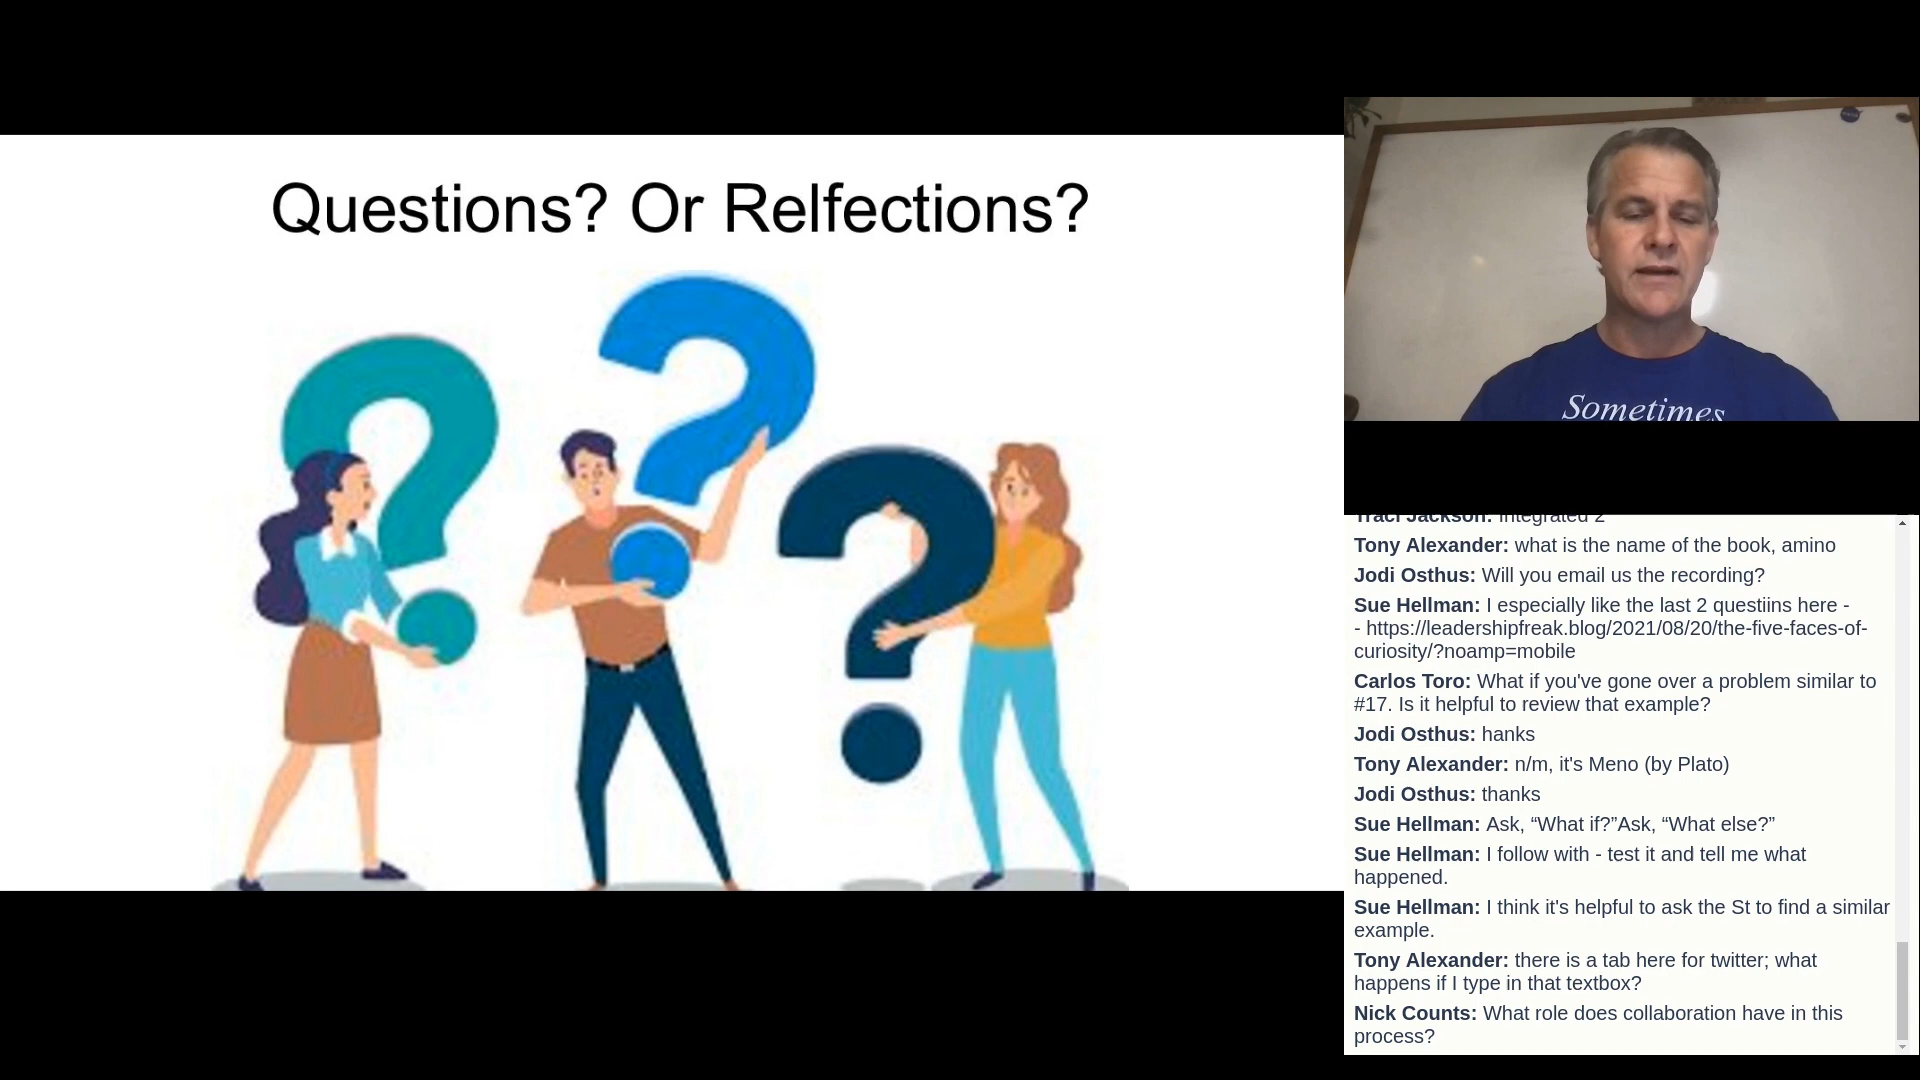 Questions? Or Relfections?
Sometimes
Traci Jackson: Integrated 2
Tony Alexander: what is the name of the book, amino
Jodi Osthus: Will you email us the recording?
Sue Hellman: I especially like the last 2 questiins here -
- https://leadershipfreak.blog/2021/08/20/the-five-faces-of-
curiosity/?noamp=mobile
Carlos Toro: What if you've gone over a problem similar to
#17. Is it helpful to review that example?
Jodi Osthus: hanks
Tony Alexander: n/m, it's Meno (by Plato)
Jodi Osthus: thanks
Sue Hellman: Ask, “What if?”Ask, “What else?”
Sue Hellman: I follow with - test it and tell me what
happened.
Sue Hellman: I think it's helpful to ask the St to find a similar
example.
Tony Alexander: there is a tab here for twitter; what
happens if I type in that textbox?
Nick Counts: What role does collaboration have in this
process?